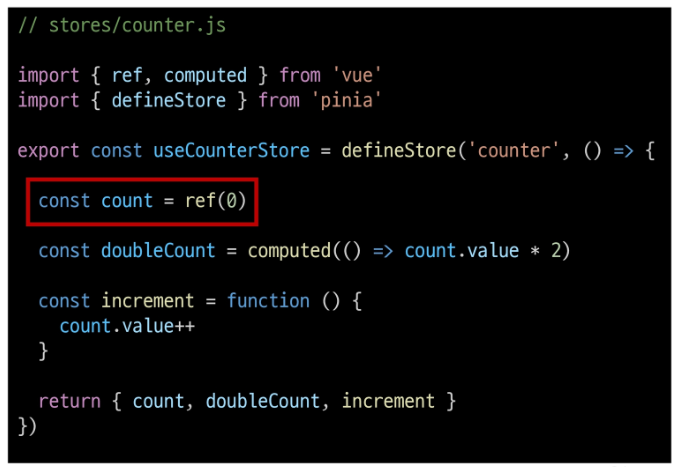 // stores/counter.js
import { ref, computed } from 'vue'
import { defineStore } from 'pinia'
export const useCounterStore = defineStore('counter', () => {
const count = ref(0)
const doubleCount = computed(() => count.value * 2)
const increment = function () {
count.value++
}
return { count, doubleCount, increment }
})